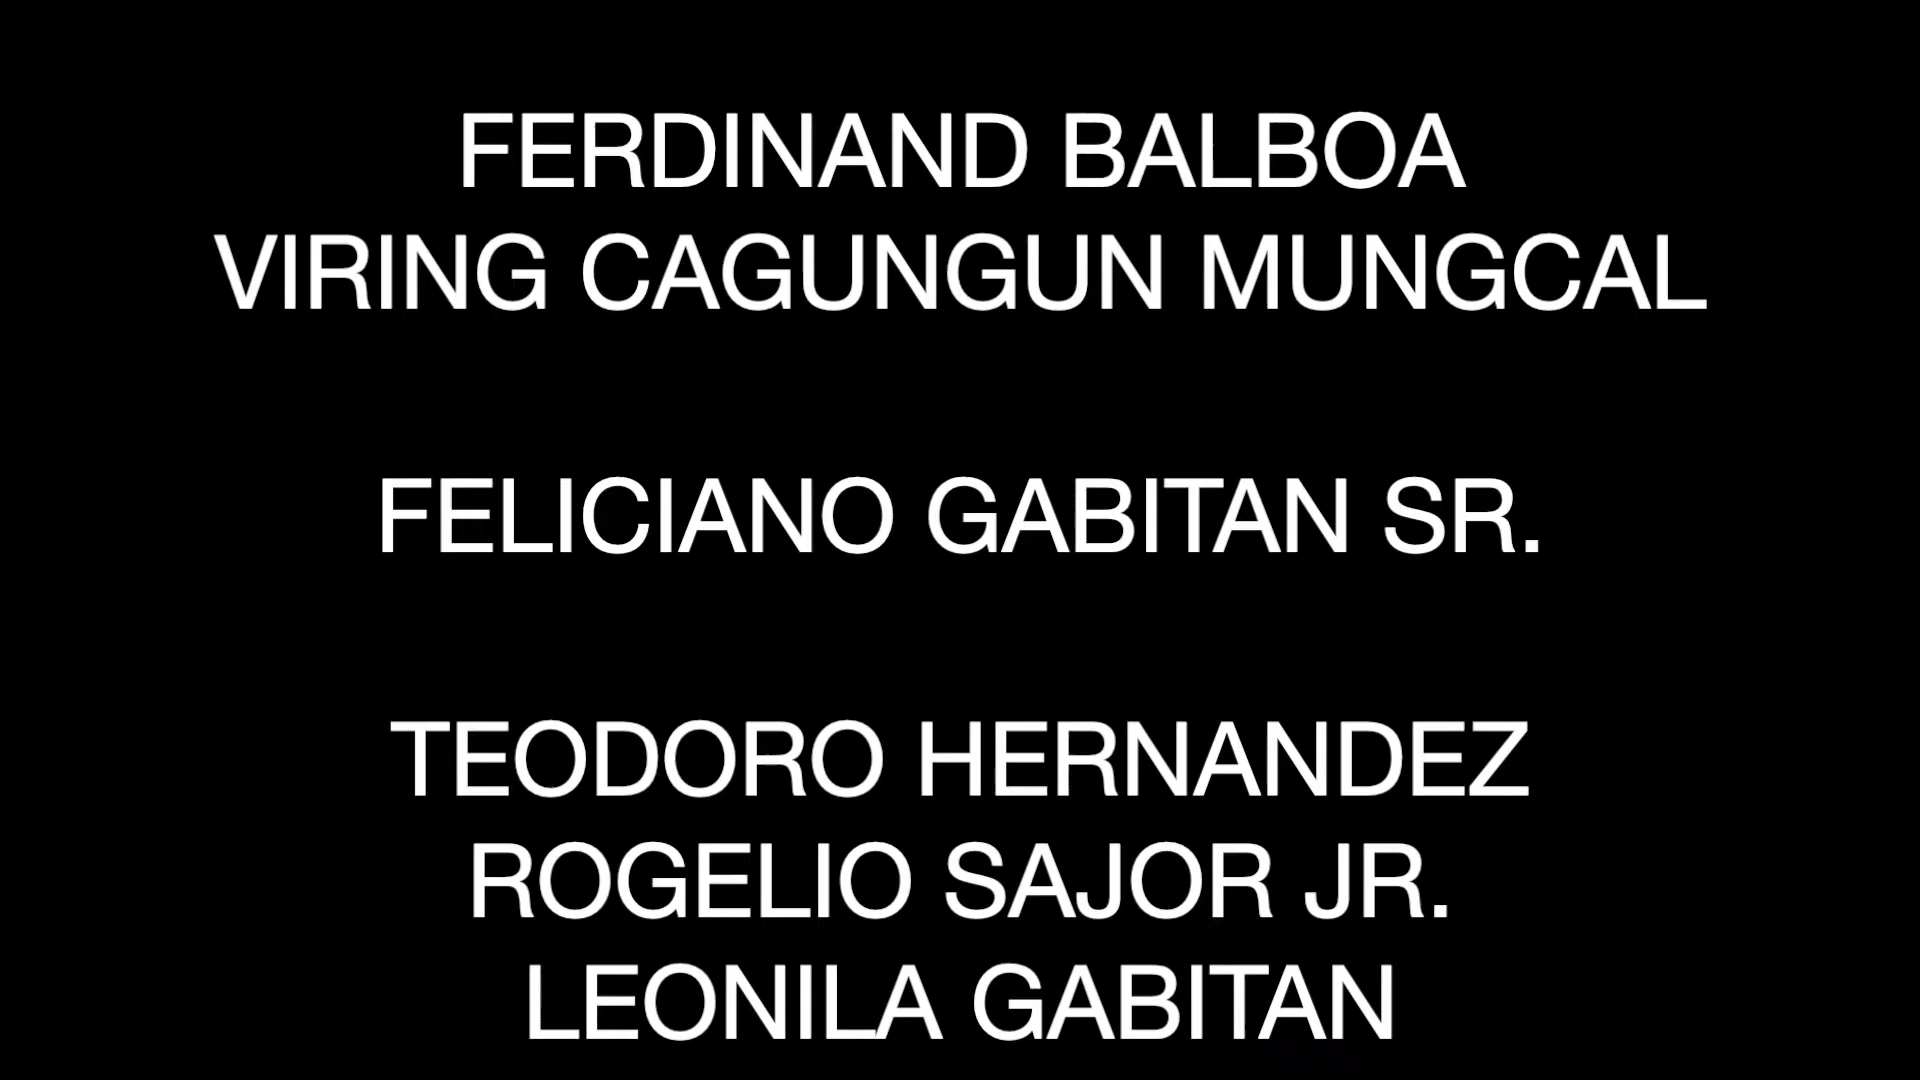 FERDINAND BALBOA
VIRING CAGUNGUN MUNGCAL
FELICIANO GABITAN SR.
TEODORO HERNANDEZ
ROGELIO SAJOR JR.
LEONILA GABITAN